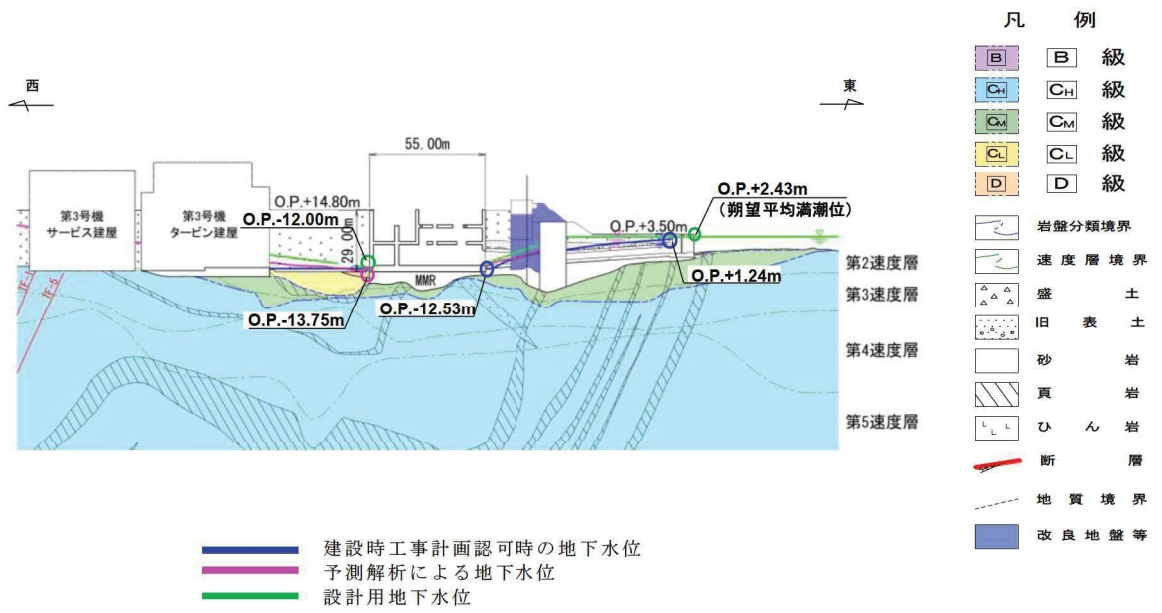 凡 例
B B 級
CH CH 級
CM CM 級
CL CL 級
D D 級
岩盤分類境界
速度層境界
盛土
旧表土
砂岩
頁岩
ひん岩
断層
地質境界
改良地盤等
西
東
55.00m
O.P.+14.80m
O.P.-12.00m
29.00m
第3号機
サービス建屋
第3号機
タービン建屋
O.P.+2.43m
(朔望平均満潮位)
O.P.+3.50m
O.P.+1.24m
MMR
O.P.-12.53m
O.P.-13.75m
TF-5
第2速度層
第3速度層
第4速度層
第5速度層
建設時工事計画認可時の地下水位
予測解析による地下水位
設計用地下水位